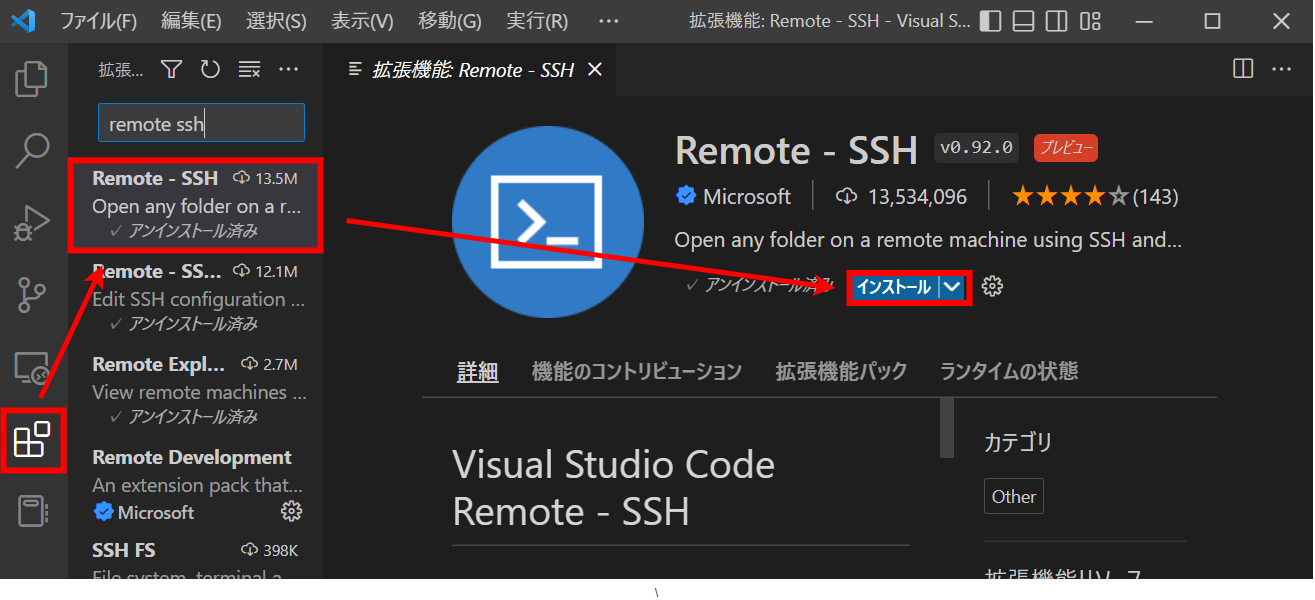 ファイル(F) 編集(E) 選択(S) 表示(V) 移動(G) 実行(R) ··· 拡張機能: Remote - SSH - Visual S...
拡張...
remote ssh
Remote - SSH 13.5M
Open any folder on a r...
✓ アンインストール済み
Remote - SS... 12.1M
Edit SSH configuration ...
✓ アンインストール済み
Remote Expl... 2.7M
View remote machines ...
✓ アンインストール済み
Remote Development
An extension pack that...
Microsoft
SSH FS 398K
File system, terminal a
拡張機能: Remote - SSH
Remote - SSH v0.92.0 プレビュー
Microsoft 13,534,096 (143)
Open any folder on a remote machine using SSH and...
✓ アンインストール済み インストール
詳細 機能のコントリビューション 拡張機能パック ランタイムの状態
Visual Studio Code
Remote - SSH
カテゴリ
Other
拡張機能リソース
\